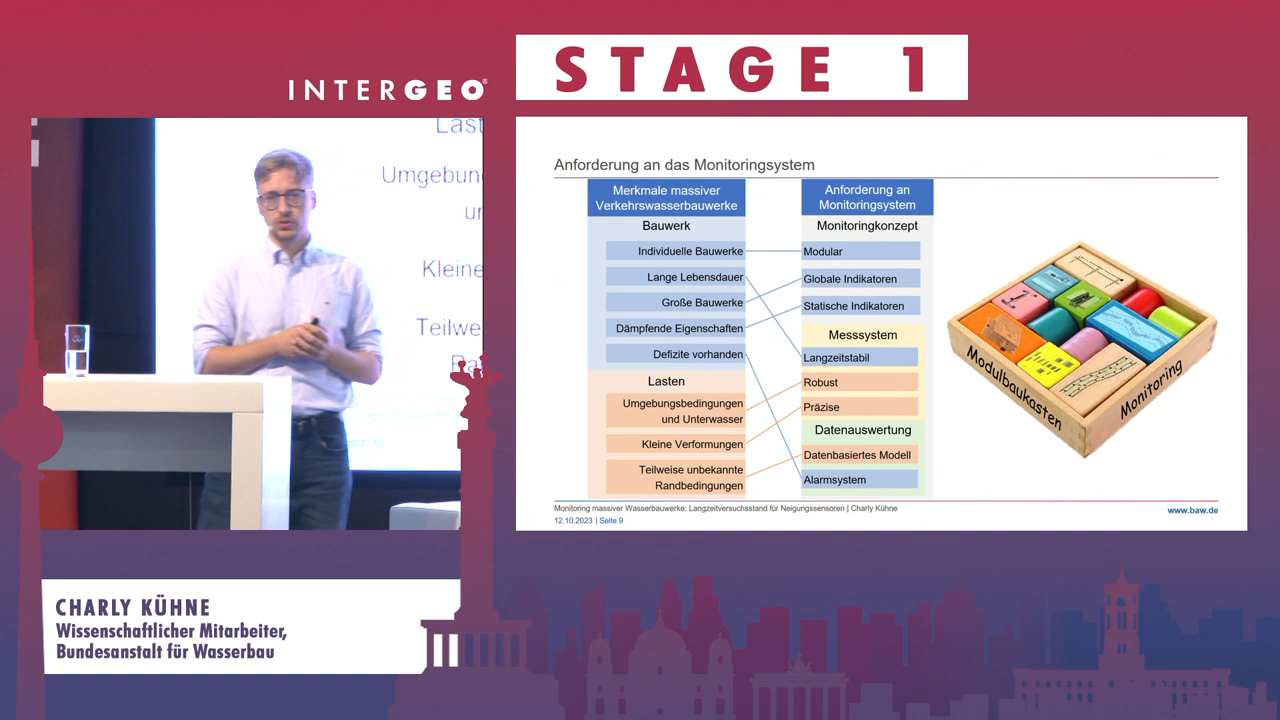 INTERGEO
STAGE 1
Last
Umgebun
Kleine
Teilwe
Anforderung an das Monitoringsystem
Merkmale massiver
Verkehrswasserbauwerke
Bauwerk
Individuelle Bauwerke
Lange Lebensdauer
Große Bauwerke
Dämpfende Eigenschaften
Defizite vorhanden
Lasten
Umgebungsbedingungen
und Unterwasser
Kleine Verformungen
Teilweise unbekannte
Randbedingungen
Anforderung an
Monitoringsystem
Monitoringkonzept
Modular
Globale Indikatoren
Statische Indikatoren
Messsystem
Langzeitstabil
Robust
Präzise
Datenauswertung
Datenbasiertes Modell
Alarmsystem
Modulbaukasten
Monitoring
Monitoring massiver Wasserbauwerke: Langzeitversuchsstand für Neigungssensoren | Charly Kühne
12.10.2023 | Seite 9
www.baw.de
CHARLY KÜHNE
Wissenschaftlicher Mitarbeiter,
Bundesanstalt für Wasserbau